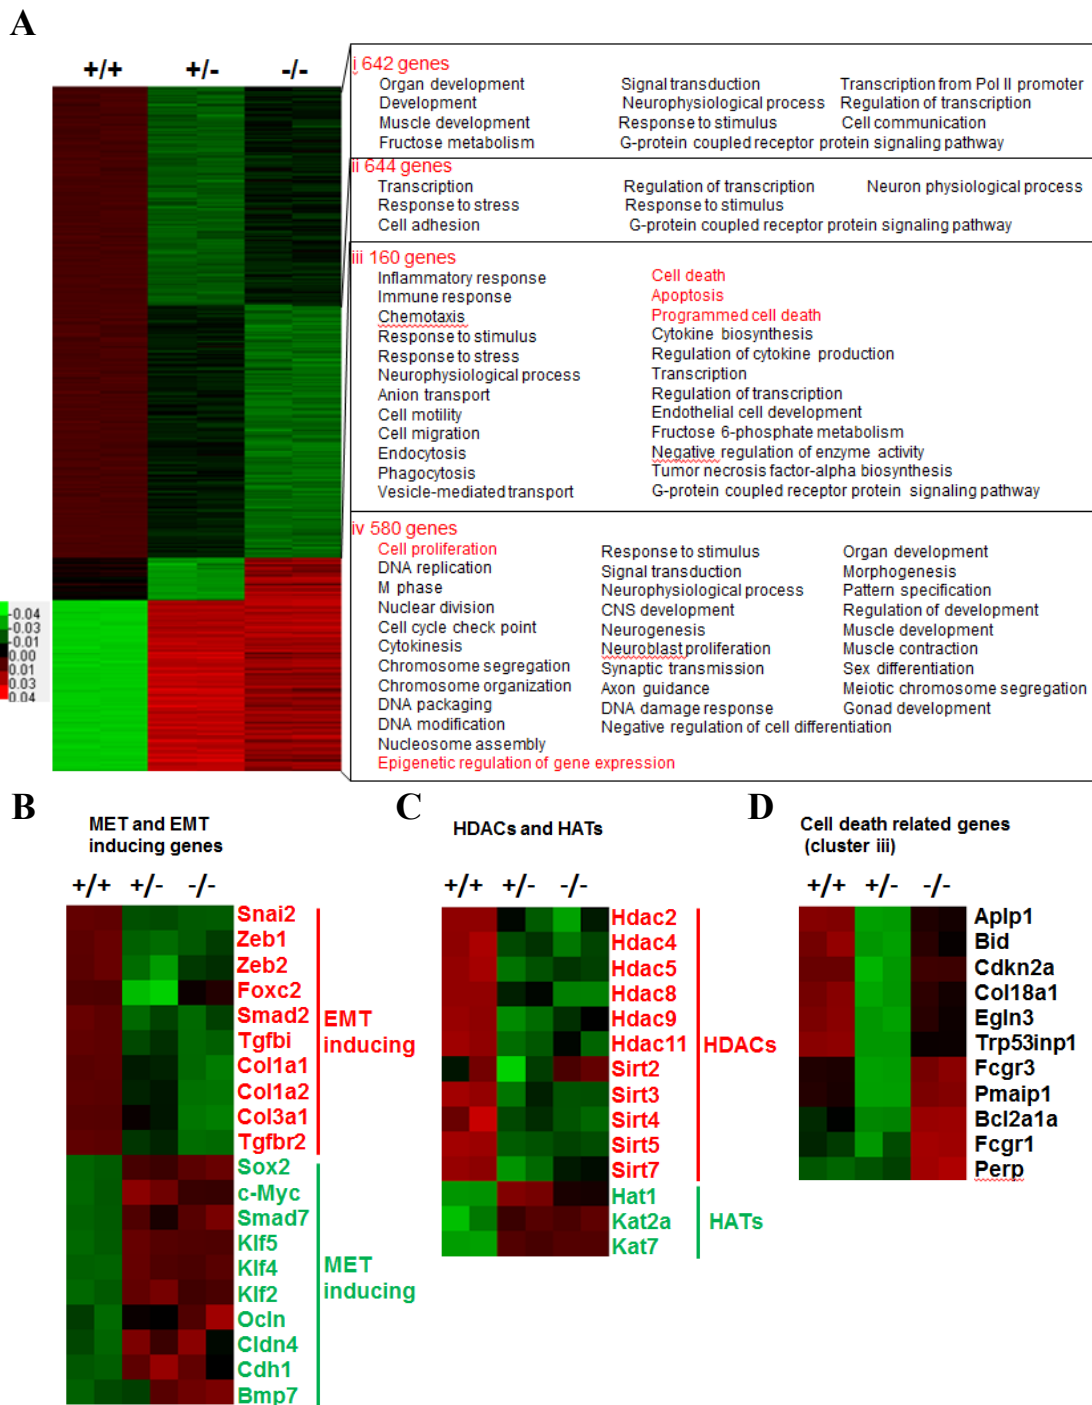 A
+/+ +/- -/-
i 642 genes
Organ development Signal transduction Transcription from Pol II promoter
Development Neurophysiological process Regulation of transcription
Muscle development Response to stimulus Cell communication
Fructose metabolism G-protein coupled receptor protein signaling pathway
ii 644 genes
Transcription Regulation of transcription Neuron physiological process
Response to stress Response to stimulus
Cell adhesion G-protein coupled receptor protein signaling pathway
iii 160 genes
Inflammatory response Cell death
Immune response Apoptosis
Chemotaxis Programmed cell death
Response to stimulus Cytokine biosynthesis
Response to stress Regulation of cytokine production
Neurophysiological process Transcription
Anion transport Regulation of transcription
Cell motility Endothelial cell development
Cell migration Fructose 6-phosphate metabolism
Endocytosis Negative regulation of enzyme activity
Phagocytosis Tumor necrosis factor-alpha biosynthesis
Vesicle-mediated transport G-protein coupled receptor protein signaling pathway
iv 580 genes
Cell proliferation Response to stimulus Organ development
DNA replication Signal transduction Morphogenesis
M phase Neurophysiological process Pattern specification
Nuclear division CNS development Regulation of development
Cell cycle check point Neurogenesis Muscle development
Cytokinesis Neuroblast proliferation Muscle contraction
Chromosome segregation Synaptic transmission Sex differentiation
Chromosome organization Axon guidance Meiotic chromosome segregation
DNA packaging DNA damage response Gonad development
DNA modification Negative regulation of cell differentiation
Nucleosome assembly
Epigenetic regulation of gene expression
-0.04
-0.03
-0.01
0.00
0.01
0.03
0.04
B
MET and EMT
inducing genes
+/+ +/- -/-
Snai2
Zeb1
Zeb2
Foxc2
Smad2
Tgfbi
Col1a1
Col1a2
Col3a1
Tgfbr2
EMT
inducing
Sox2
c-Myc
Smad7
Klf5
Klf4
Klf2
Ocln
Cldn4
Cdh1
Bmp7
MET
inducing
C
HDACs and HATs
+/+ +/- -/-
Hdac2
Hdac4
Hdac5
Hdac8
Hdac9
Hdac11
Sirt2
Sirt3
Sirt4
Sirt5
Sirt7
HDACs
Hat1
Kat2a
Kat7
HATs
D
Cell death related genes
(cluster iii)
+/+ +/- -/-
Aplp1
Bid
Cdkn2a
Col18a1
Egln3
Trp53inp1
Fcgr3
Pmaip1
Bcl2a1a
Fcgr1
Perp